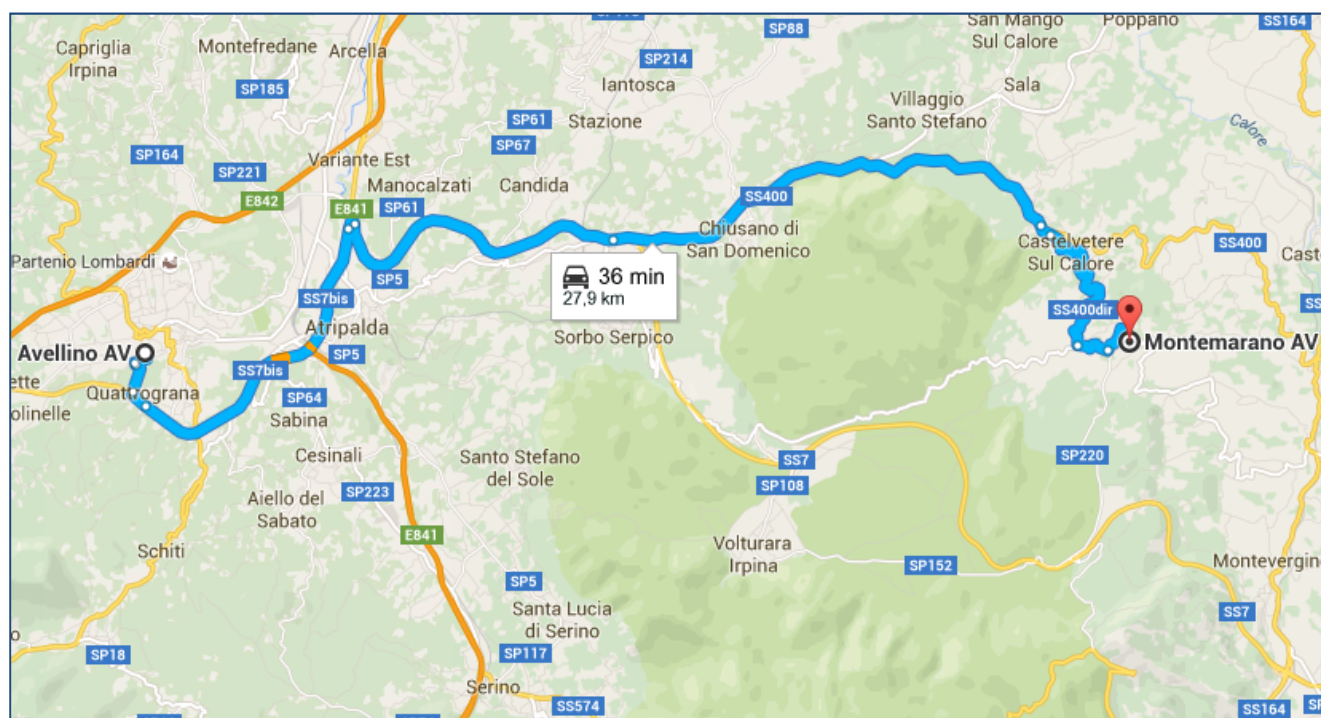 SP118
SP88
San Mango
Sul Calore
Poppano
SS164
Capriglia
Irpina
Montefredane
Arcella
SP185
SP214
Iantosca
Sala
Villaggio
Santo Stefano
Calore
SP61
Stazione
SP67
SP164
Variante Est
SP221
Manocalzati
Candida
E842
E841
SP61
SS400
Chiusano di
San Domenico
Castelvetere
Sul Calore
SS400
Partenio Lombardi
SP5
36 min
27,9 km
SS7bis
SS400dir
Atripalda
Sorbo Serpico
Avellino AV
SP5
Montemarano AV
SS7bis
Quattrograna
SP64
olinelle
Sabina
Cesinali
Santo Stefano
del Sole
SS7
SP220
SP108
SP223
Aiello del
Sabato
E841
Schiti
Volturara
Irpina
SP152
Montevergine
SP5
Santa Lucia
di Serino
SS7
SP18
SP117
Serino
SS574
SS164